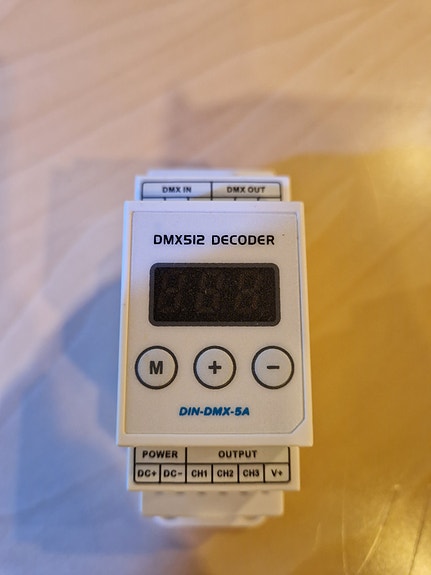 DMX IN DMX OUT
DMX512 DECODER
M + −
DIN-DMX-5A
POWER OUTPUT
DC+ DC− CH1 CH2 CH3 V+